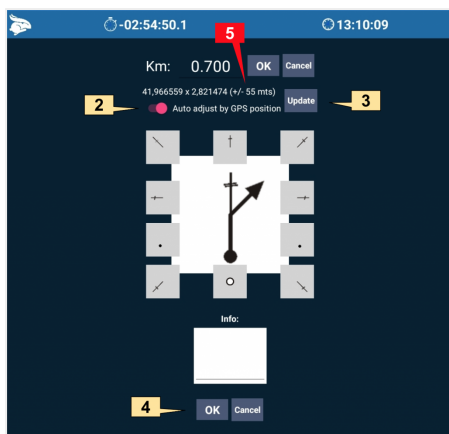 -02:54:50.1 13:10:09
5
Km: 0.700 OK Cancel
41,966559 x 2,821474 (+/- 55 mts)
2 Auto adjust by GPS position Update 3
Info:
4 OK Cancel